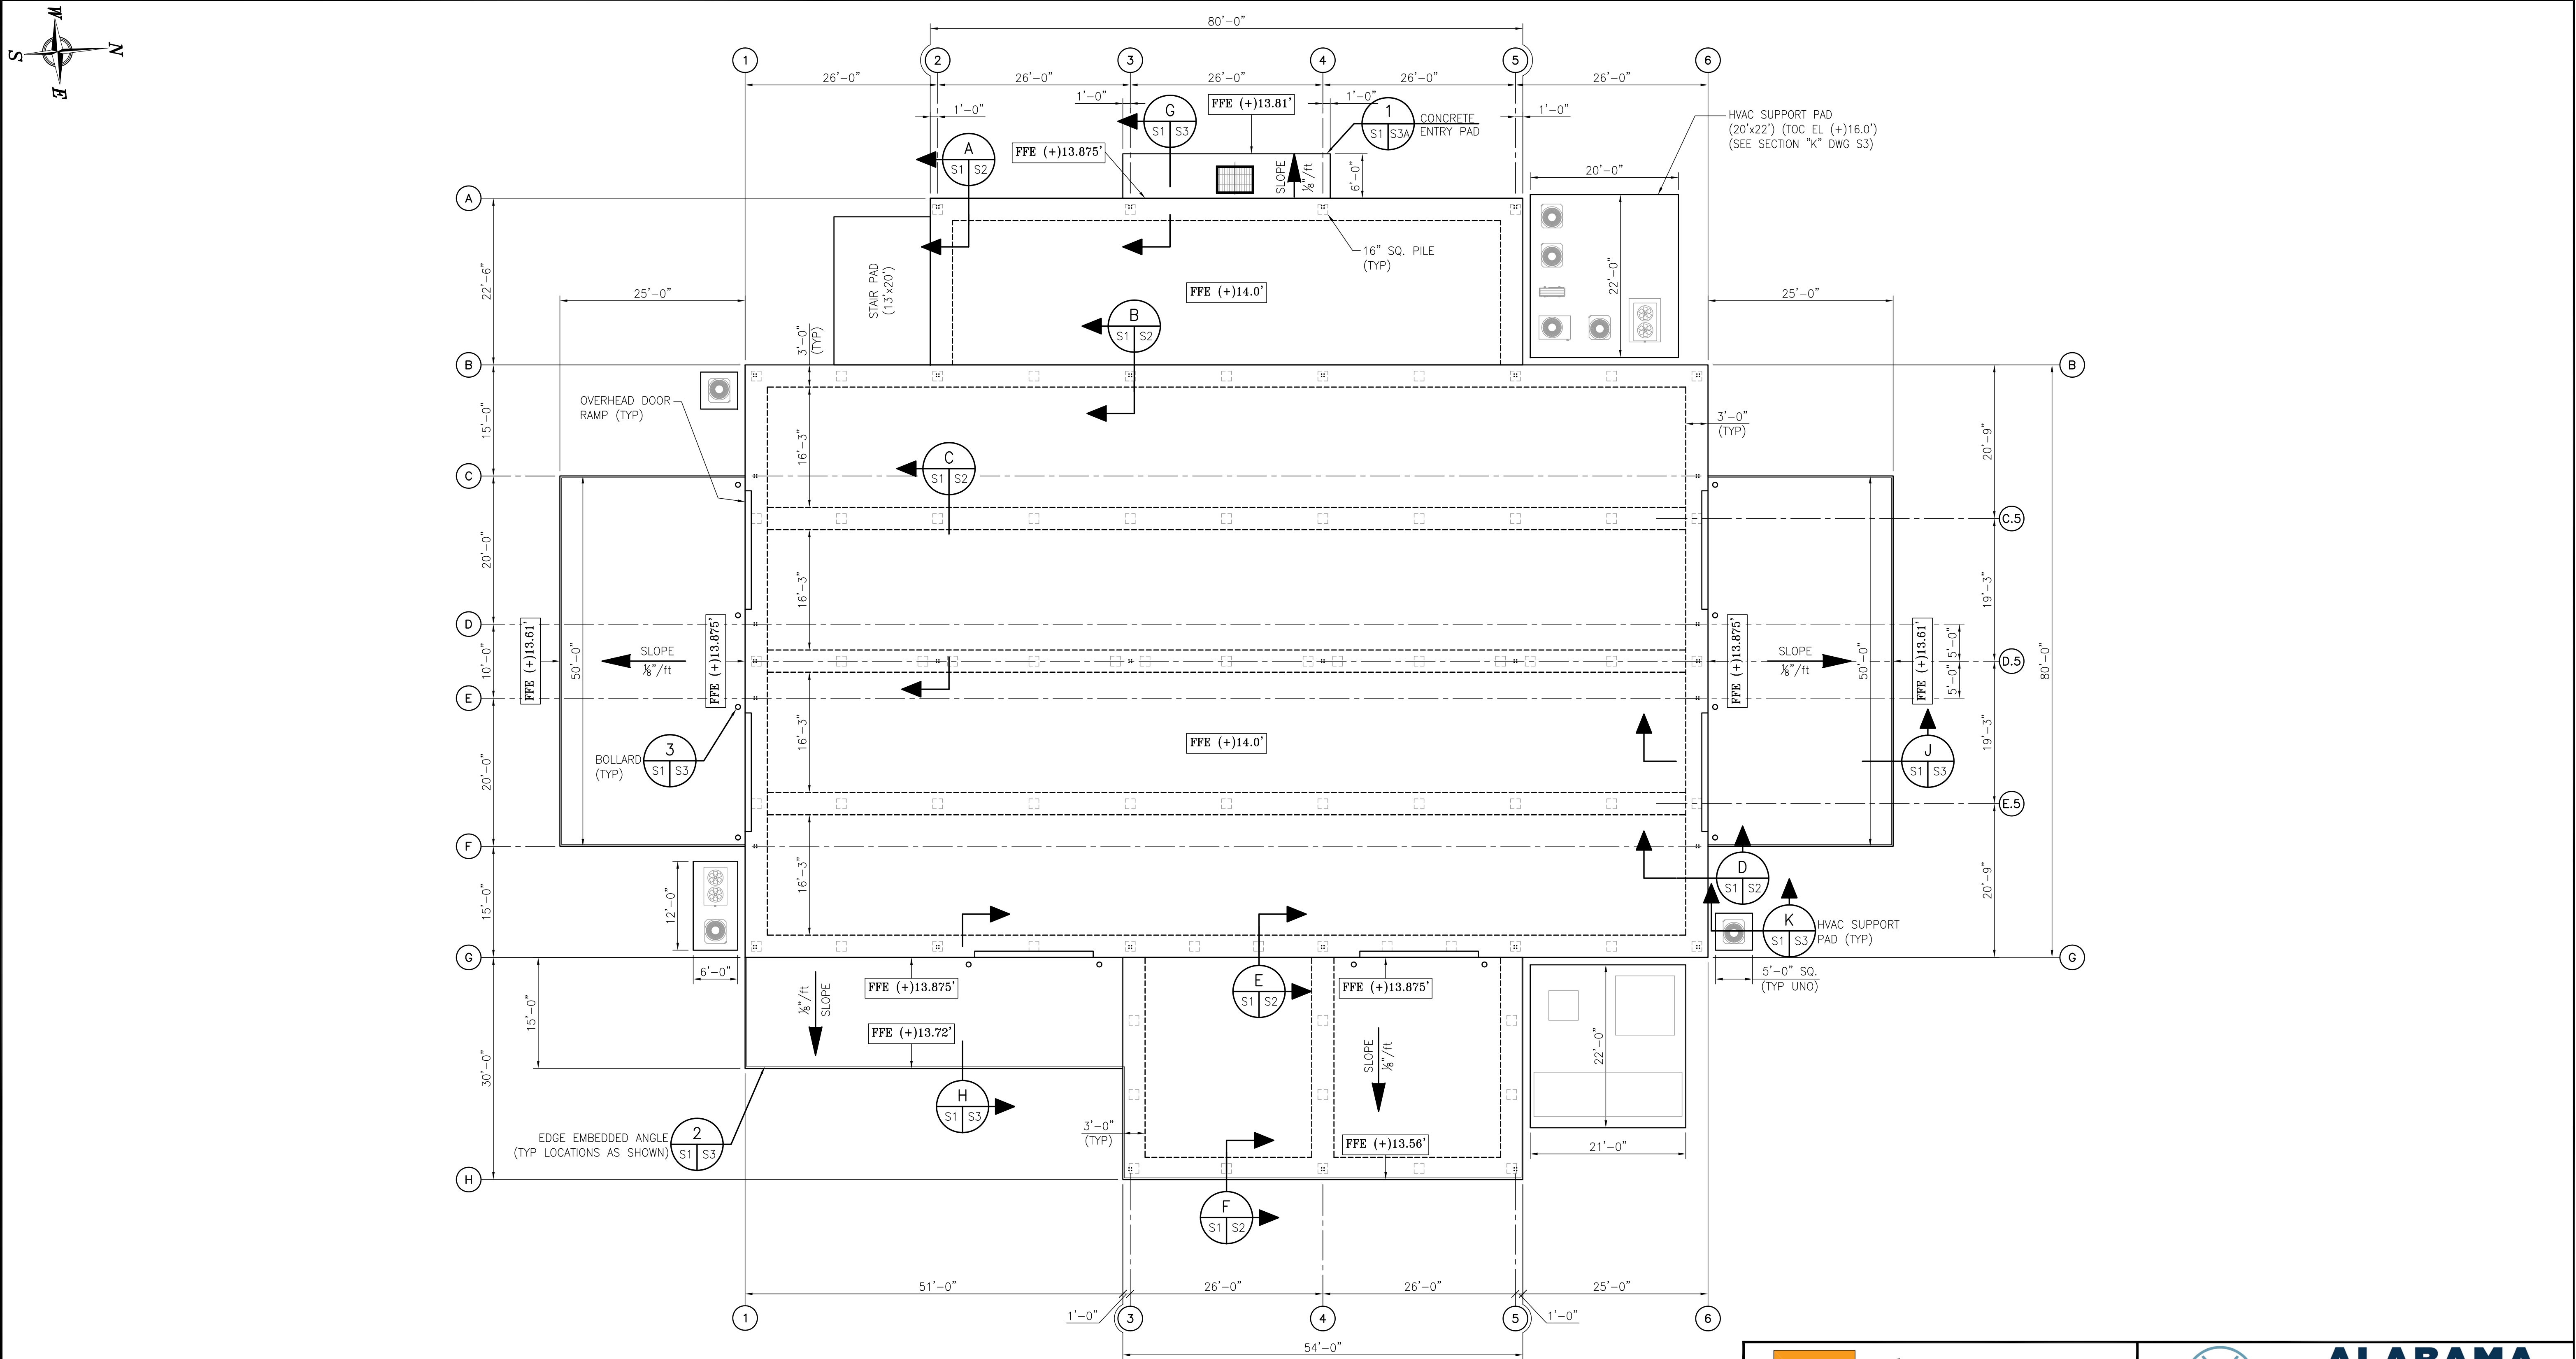 W
N
S
E
80'-0"
1
2
3
4
5
6
26'-0"
26'-0"
26'-0"
26'-0"
26'-0"
1'-0"
1'-0"
1'-0"
1'-0"
G
S1 S3
FFE (+)13.81'
1
S1 S3A
CONCRETE
ENTRY PAD
HVAC SUPPORT PAD
(20'x22') (TOC EL (+)16.0')
(SEE SECTION "K" DWG S3)
A
S1 S2
FFE (+)13.875'
SLOPE
⅛"/ft
6'-0"
20'-0"
A
22'-6"
16" SQ. PILE
(TYP)
STAIR PAD
(13'x20')
FFE (+)14.0'
22'-0"
25'-0"
25'-0"
3'-0"
(TYP)
B
S1 S2
B
B
OVERHEAD DOOR
RAMP (TYP)
15'-0"
16'-3"
3'-0"
(TYP)
20'-9"
C
C
S1 S2
20'-0"
C.5
16'-3"
19'-3"
D
FFE (+)13.61'
50'-0"
SLOPE
⅛"/ft
FFE (+)13.875'
10'-0"
FFE (+)13.875'
SLOPE
⅛"/ft
50'-0"
FFE (+)13.61'
5'-0"
5'-0"
D.5
80'-0"
E
16'-3"
FFE (+)14.0'
19'-3"
20'-0"
BOLLARD
(TYP)
3
S1 S3
J
S1 S3
E.5
F
15'-0"
16'-3"
D
S1 S2
20'-9"
12'-0"
K
S1 S3
HVAC SUPPORT
PAD (TYP)
G
G
6'-0"
5'-0" SQ.
(TYP UNO)
15'-0"
30'-0"
⅛"/ft
SLOPE
FFE (+)13.875'
E
S1 S2
FFE (+)13.875'
FFE (+)13.72'
SLOPE
⅛"/ft
22'-0"
H
S1 S3
EDGE EMBEDDED ANGLE
(TYP LOCATIONS AS SHOWN)
2
S1 S3
3'-0"
(TYP)
FFE (+)13.56'
21'-0"
H
F
S1 S2
51'-0"
26'-0"
26'-0"
25'-0"
1'-0"
1'-0"
1
3
4
5
6
54'-0"
ALABAMA